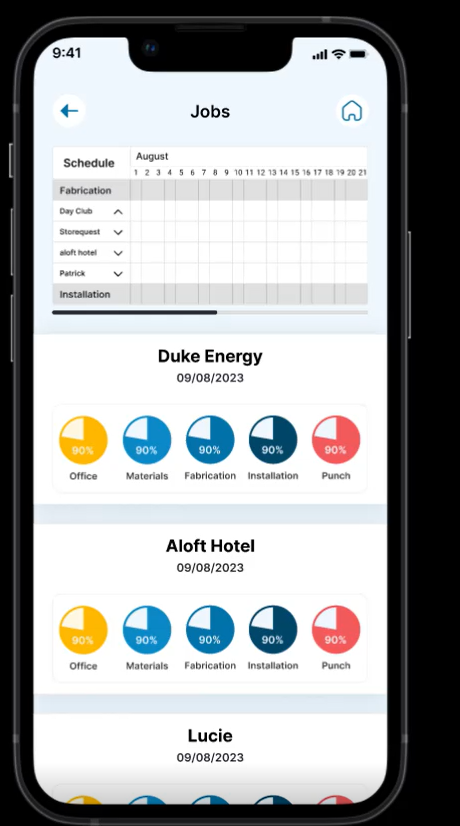 9:41
Jobs
Schedule
August
1 2 3 4 5 6 7 8 9 10 11 12 13 14 15 16 17 18 19 20 21
Fabrication
Day Club
Storequest
aloft hotel
Patrick
Installation
Duke Energy
09/08/2023
90% 90% 90% 90% 90%
Office Materials Fabrication Installation Punch
Aloft Hotel
09/08/2023
90% 90% 90% 90% 90%
Office Materials Fabrication Installation Punch
Lucie
09/08/2023